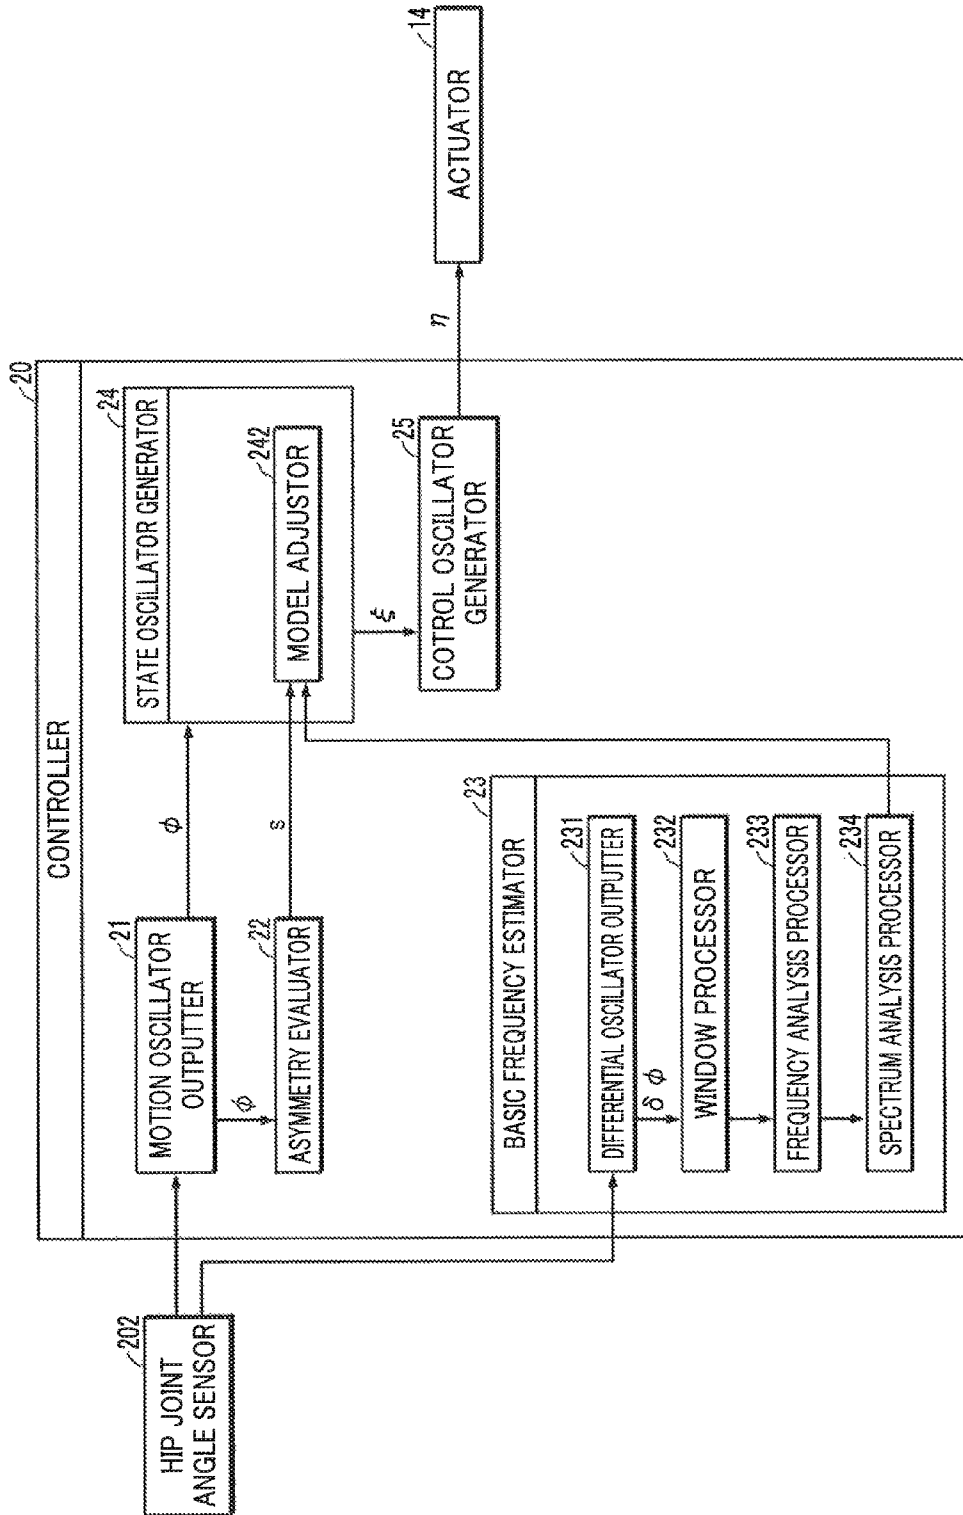 CONTROLLER
20
HIP JOINT
ANGLE SENSOR
202
MOTION OSCILLATOR
OUTPUTTER
21
ϕ
ϕ
ASYMMETRY EVALUATOR
22
s
STATE OSCILLATOR GENERATOR
24
MODEL ADJUSTOR
242
ξ
COTROL OSCILLATOR
GENERATOR
25
η
ACTUATOR
14
BASIC FREQUENCY ESTIMATOR
23
DIFFERENTIAL OSCILLATOR OUTPUTTER
231
δ ϕ
WINDOW PROCESSOR
232
FREQUENCY ANALYSIS PROCESSOR
233
SPECTRUM ANALYSIS PROCESSOR
234